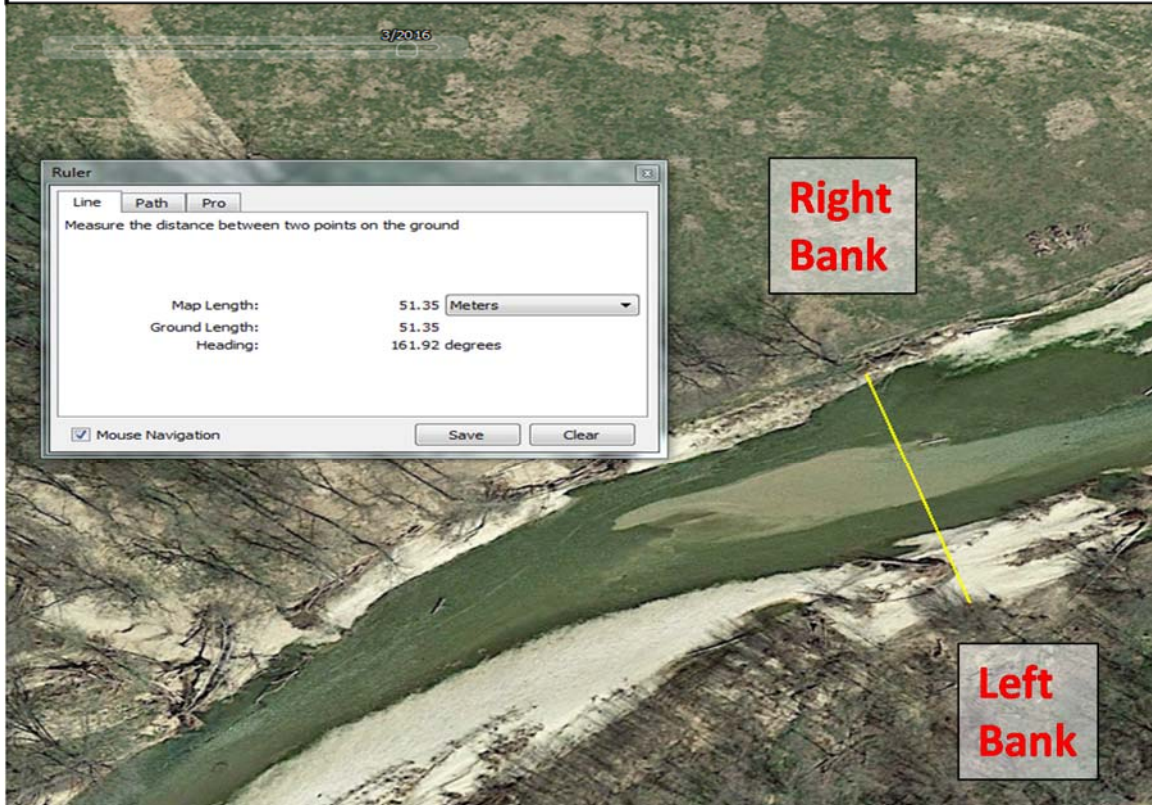 3/2016
Ruler
Line Path Pro
Measure the distance between two points on the ground
Map Length: 51.35 Meters
Ground Length: 51.35
Heading: 161.92 degrees
Mouse Navigation Save Clear
Right
Bank
Left
Bank